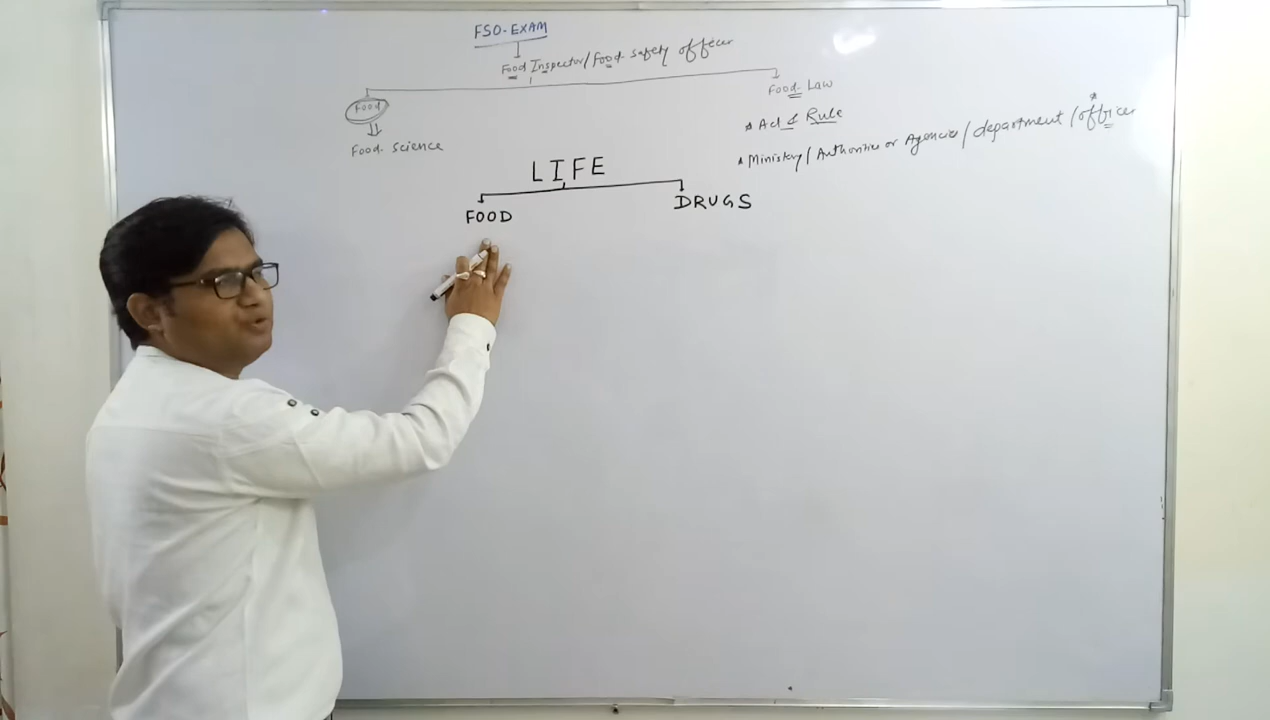 FSO-EXAM
Food Inspector/Food safety officer
Food
Food-Law
Food science
* Act & Rule
* Ministry/Authorities or Agencies/department/officer
LIFE
FOOD
DRUGS